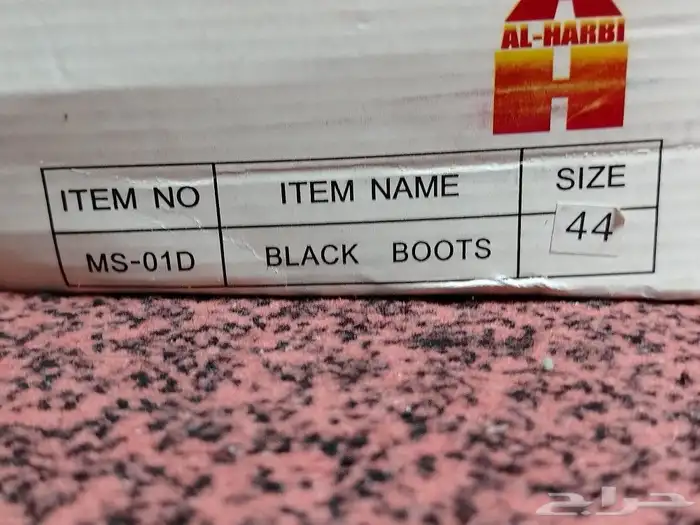 AL-HARBI
ITEM NO ITEM NAME SIZE
MS-01D BLACK BOOTS 44
حراج